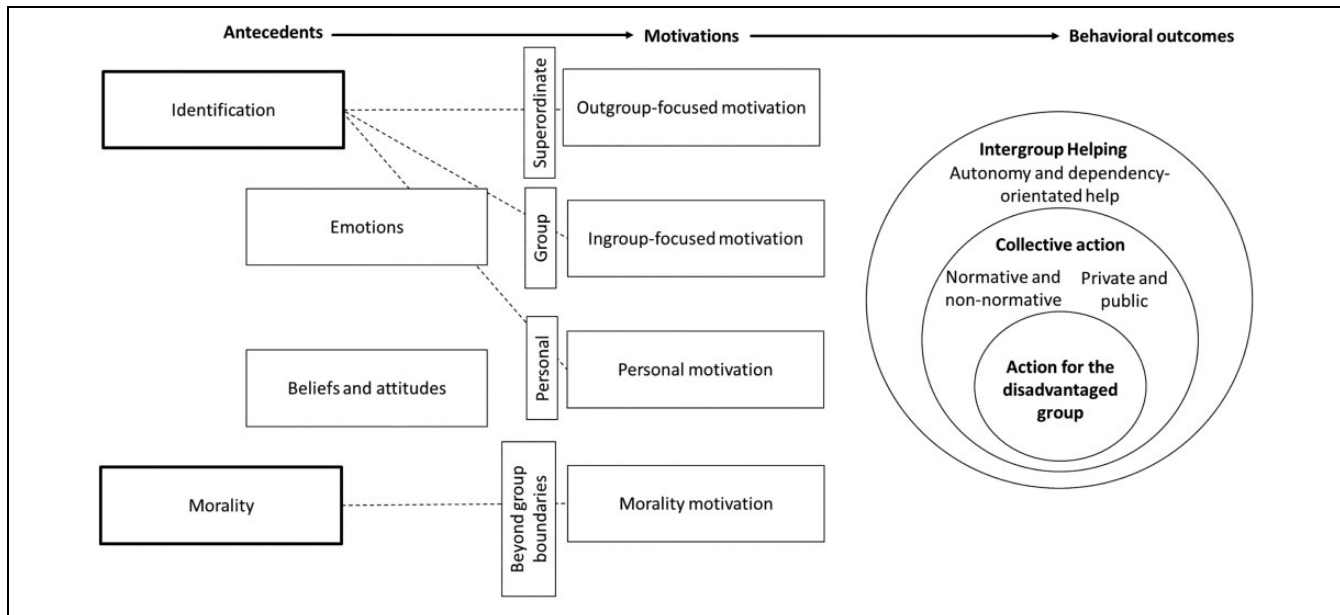 Antecedents
Motivations
Behavioral outcomes
Identification
Superordinate
Outgroup-focused motivation
Emotions
Group
Ingroup-focused motivation
Beliefs and attitudes
Personal
Personal motivation
Morality
Beyond group
boundaries
Morality motivation
Intergroup Helping
Autonomy and dependency-
orientated help
Collective action
Normative and
non-normative
Private and
public
Action for the
disadvantaged
group